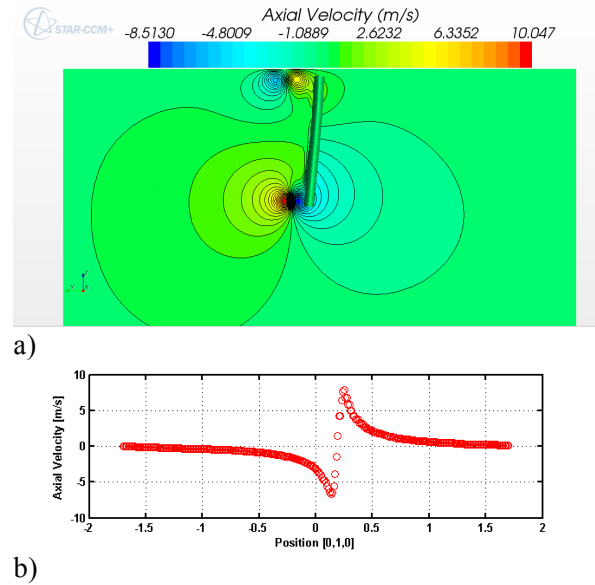 STAR-CCM+
Axial Velocity (m/s)
-8.5130 -4.8009 -1.0889 2.6232 6.3352 10.047
a)
10
5
0
-5
-10
Axial Velocity [m/s]
-2 -1.5 -1 -0.5 0 0.5 1 1.5 2
Position [0,1,0]
b)